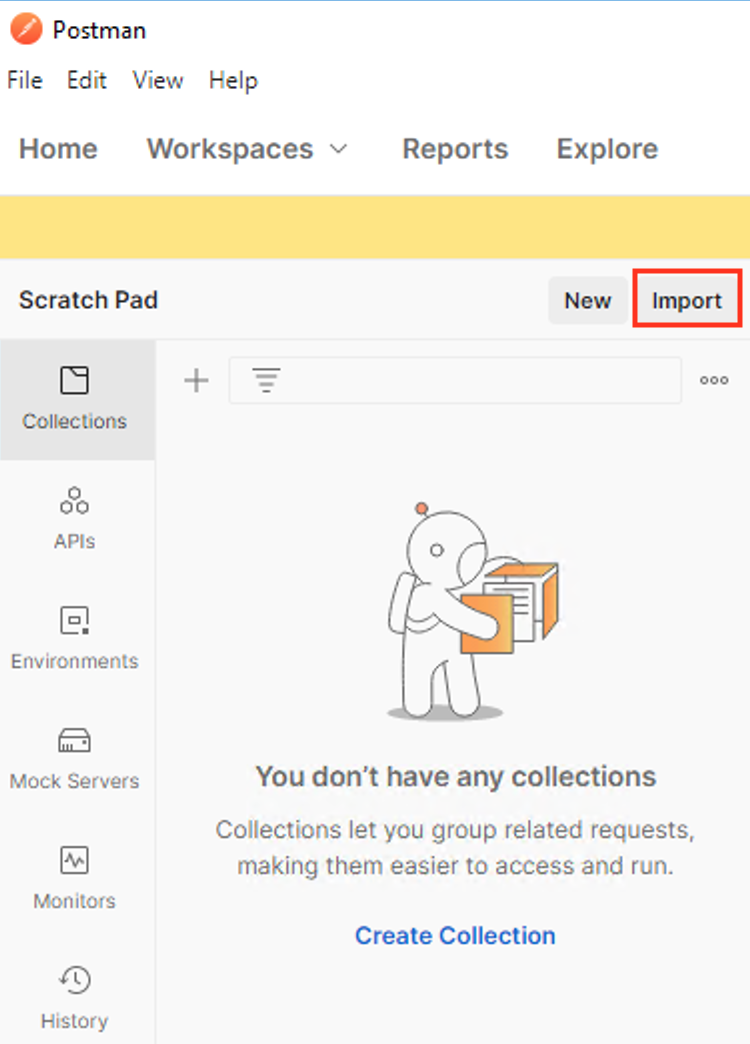 Postman
File Edit View Help
Home Workspaces Reports Explore
Scratch Pad New Import
Collections
APIs
Environments
Mock Servers
Monitors
History
You don’t have any collections
Collections let you group related requests,
making them easier to access and run.
Create Collection